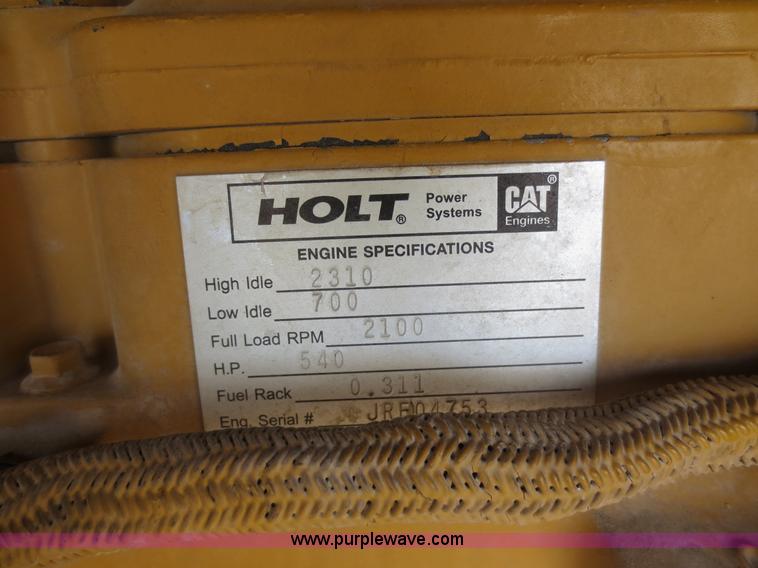 HOLT® Power Systems CAT® Engines
ENGINE SPECIFICATIONS
High Idle 2310
Low Idle 700
Full Load RPM 2100
H.P. 540
Fuel Rack 0.311
Eng. Serial #
www.purplewave.com